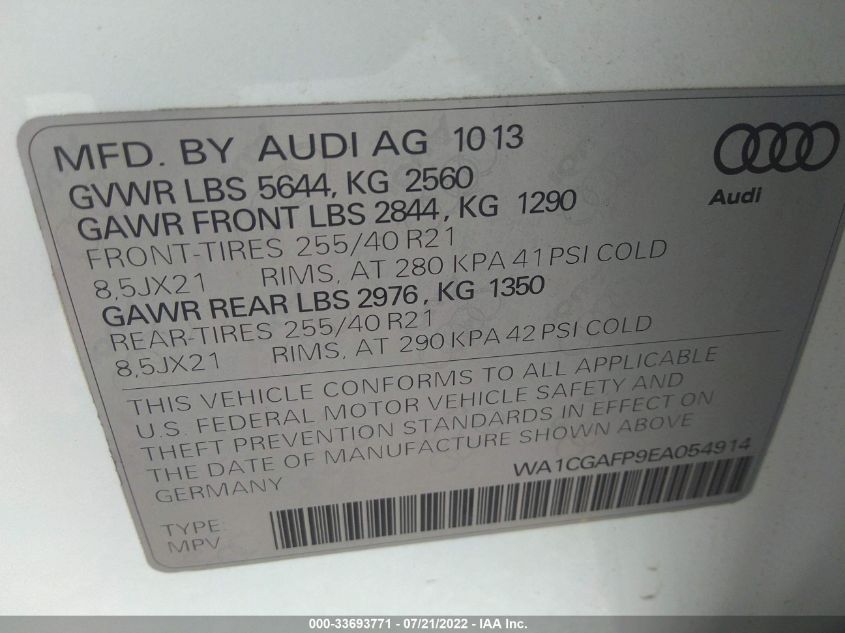 MFD. BY AUDI AG 10 13
GVWR LBS 5644, KG 2560
GAWR FRONT LBS 2844, KG 1290
FRONT-TIRES 255/40 R21
8,5JX21 RIMS, AT 280 KPA 41 PSI COLD
GAWR REAR LBS 2976, KG 1350
REAR-TIRES 255/40 R21
8,5JX21 RIMS, AT 290 KPA 42 PSI COLD
Audi
THIS VEHICLE CONFORMS TO ALL APPLICABLE
U.S. FEDERAL MOTOR VEHICLE SAFETY AND
THEFT PREVENTION STANDARDS IN EFFECT ON
THE DATE OF MANUFACTURE SHOWN ABOVE
GERMANY
WA1CGAFP9EA054914
TYPE:
MPV
000-33693771 - 07/21/2022 - IAA Inc.